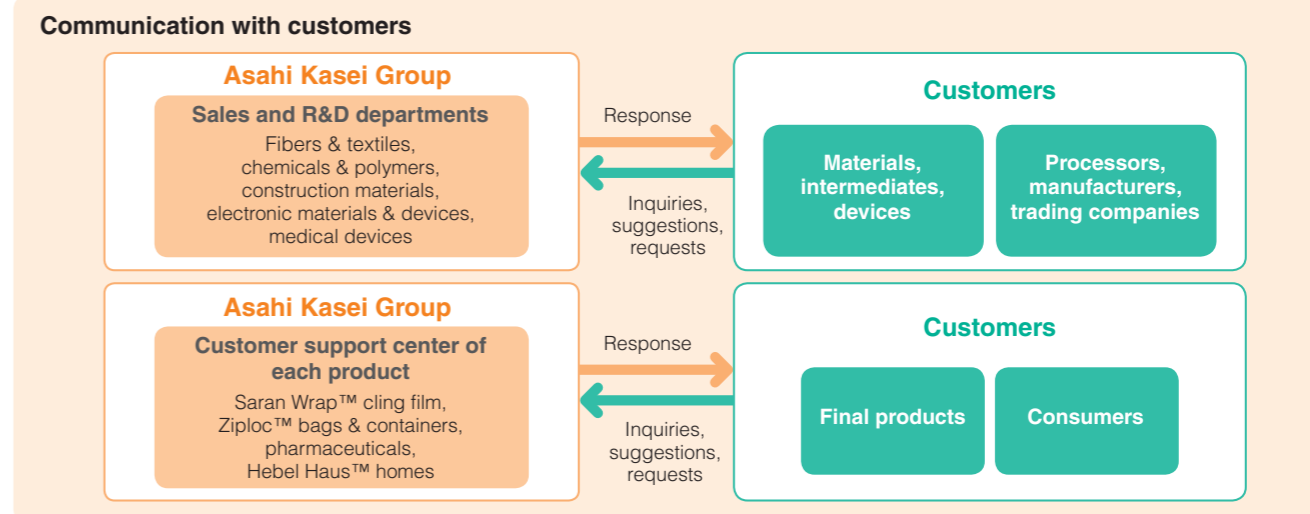 Communication with customers
Asahi Kasei Group
Sales and R&D departments
Fibers & textiles,
chemicals & polymers,
construction materials,
electronic materials & devices,
medical devices
Response
Inquiries,
suggestions,
requests
Customers
Materials,
intermediates,
devices
Processors,
manufacturers,
trading companies
Asahi Kasei Group
Customer support center of
each product
Saran Wrap™ cling film,
Ziploc™ bags & containers,
pharmaceuticals,
Hebel Haus™ homes
Response
Inquiries,
suggestions,
requests
Customers
Final products
Consumers